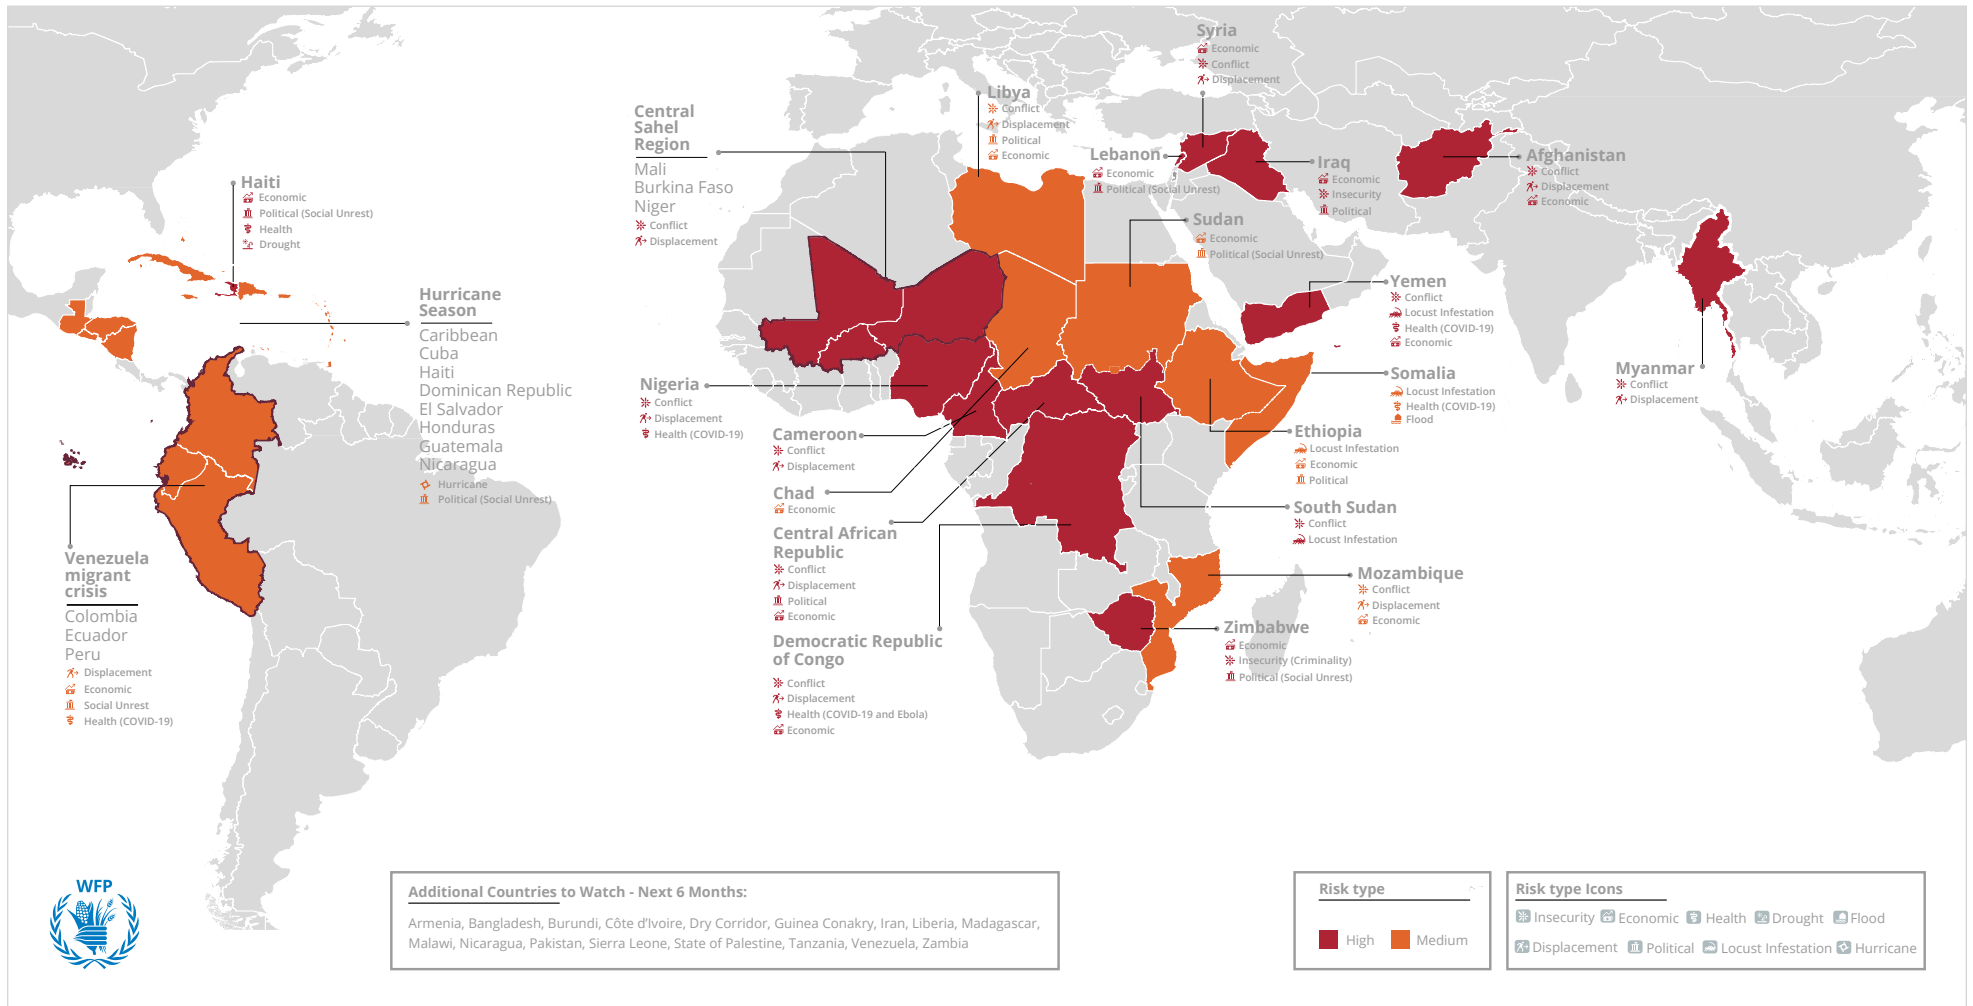 Syria
Economic
Conflict
Displacement
Libya
Conflict
Displacement
Political
Economic
Central
Sahel
Region
Mali
Burkina Faso
Niger
Conflict
Displacement
Lebanon
Economic
Political (Social Unrest)
Iraq
Economic
Insecurity
Political
Afghanistan
Conflict
Displacement
Economic
Haiti
Economic
Political (Social Unrest)
Health
Drought
Sudan
Economic
Political (Social Unrest)
Yemen
Conflict
Locust Infestation
Health (COVID-19)
Economic
Hurricane
Season
Caribbean
Cuba
Haiti
Dominican Republic
El Salvador
Honduras
Guatemala
Nicaragua
Hurricane
Political (Social Unrest)
Myanmar
Conflict
Displacement
Somalia
Locust Infestation
Health (COVID-19)
Flood
Nigeria
Conflict
Displacement
Health (COVID-19)
Cameroon
Conflict
Displacement
Ethiopia
Locust Infestation
Economic
Political
Chad
Economic
South Sudan
Conflict
Locust Infestation
Central African
Republic
Conflict
Displacement
Political
Economic
Venezuela
migrant
crisis
Colombia
Ecuador
Peru
Displacement
Economic
Social Unrest
Health (COVID-19)
Mozambique
Conflict
Displacement
Economic
Zimbabwe
Economic
Insecurity (Criminality)
Political (Social Unrest)
Democratic Republic
of Congo
Conflict
Displacement
Health (COVID-19 and Ebola)
Economic
WFP
Additional Countries to Watch - Next 6 Months:
Armenia, Bangladesh, Burundi, Côte d'Ivoire, Dry Corridor, Guinea Conakry, Iran, Liberia, Madagascar,
Malawi, Nicaragua, Pakistan, Sierra Leone, State of Palestine, Tanzania, Venezuela, Zambia
Risk type
High Medium
Risk type Icons
Insecurity Economic Health Drought Flood
Displacement Political Locust Infestation Hurricane